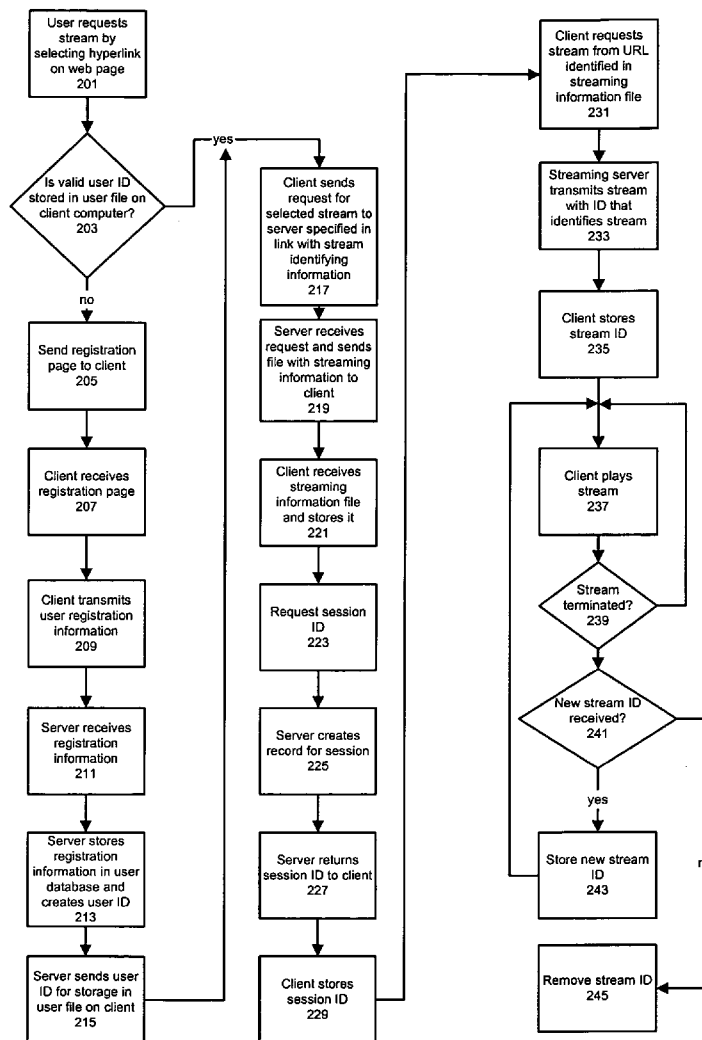 User requests
stream by
selecting hyperlink
on web page
201
Is valid user ID
stored in user file on
client computer?
203
no
Send registration
page to client
205
Client receives
registration page
207
Client transmits
user registration
information
209
Server receives
registration
information
211
Server stores
registration
information in user
database and
creates user ID
213
Server sends user
ID for storage in
user file on client
215
yes
Client sends
request for
selected stream to
server specified in
link with stream
identifying
information
217
Server receives
request and sends
file with streaming
information to
client
219
Client receives
streaming
information file
and stores it
221
Request session
ID
223
Server creates
record for session
225
Server returns
session ID to client
227
Client stores
session ID
229
Client requests
stream from URL
identified in
streaming
information file
231
Streaming server
transmits stream
with ID that
identifies stream
233
Client stores
stream ID
235
Client plays
stream
237
Stream
terminated?
239
New stream ID
received?
241
yes
Store new stream
ID
243
Remove stream ID
245